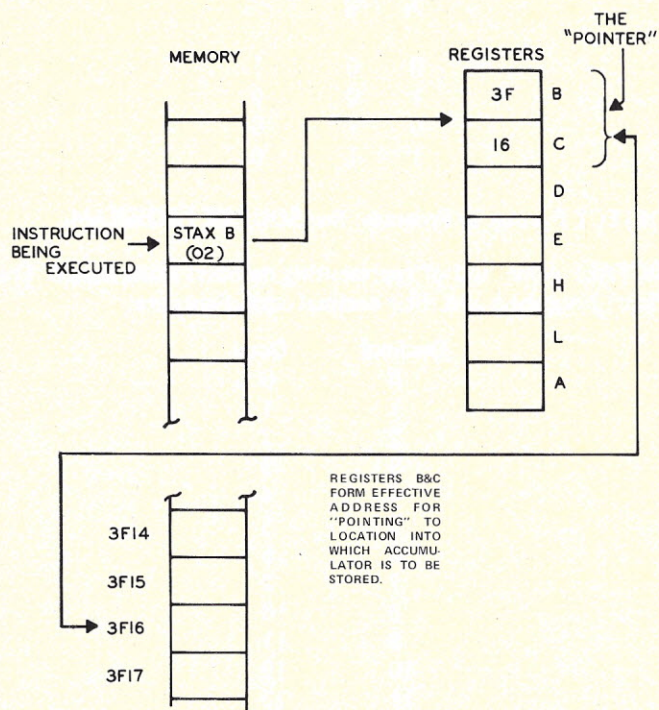 THE
"POINTER"
MEMORY
REGISTERS
3F B
16 C
D
E
H
L
A
INSTRUCTION
BEING
EXECUTED
STAX B
(02)
REGISTERS B&C
FORM EFFECTIVE
ADDRESS FOR
"POINTING" TO
LOCATION INTO
WHICH ACCUMU-
LATOR IS TO BE
STORED.
3F14
3F15
3F16
3F17